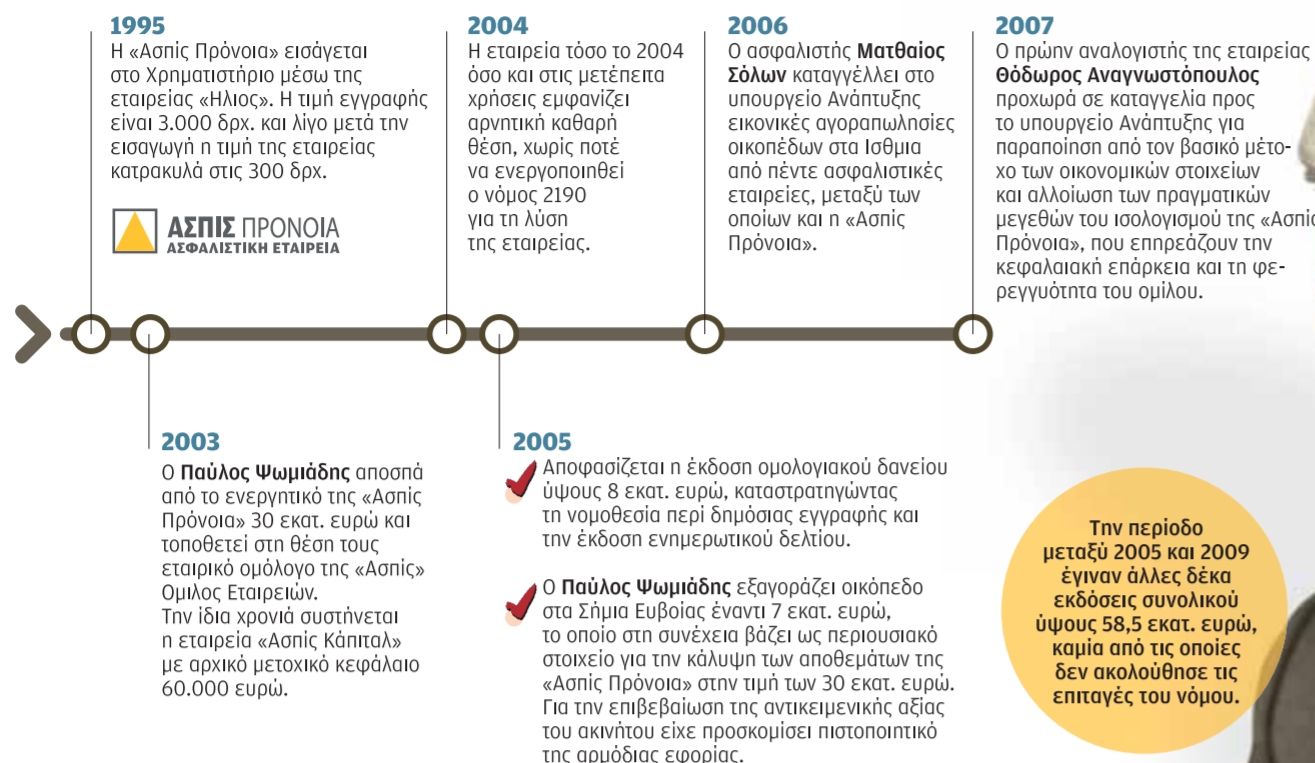 1995
Η «Ασπίς Πρόνοια» εισάγεται
στο Χρηματιστήριο μέσω της
εταιρείας «Ηλιος». Η τιμή εγγραφής
είναι 3.000 δρχ. και λίγο μετά την
εισαγωγή η τιμή της εταιρείας
κατρακυλά στις 300 δρχ.
ΑΣΠΙΣ ΠΡΟΝΟΙΑ
ΑΣΦΑΛΙΣΤΙΚΗ ΕΤΑΙΡΕΙΑ
2003
Ο Παύλος Ψωμιάδης αποσπά
από το ενεργητικό της «Ασπίς
Πρόνοια» 30 εκατ. ευρώ και
τοποθετεί στη θέση τους
εταιρικό ομόλογο της «Ασπίς»
Ομιλος Εταιρειών.
Την ίδια χρονιά συστήνεται
η εταιρεία «Ασπίς Κάπιταλ»
με αρχικό μετοχικό κεφάλαιο
60.000 ευρώ.
2004
Η εταιρεία τόσο το 2004
όσο και στις μετέπειτα
χρήσεις εμφανίζει
αρνητική καθαρή
θέση, χωρίς ποτέ
να ενεργοποιηθεί
ο νόμος 2190
για τη λύση
της εταιρείας.
2005
Αποφασίζεται η έκδοση ομολογιακού δανείου
ύψους 8 εκατ. ευρώ, καταστρατηγώντας
τη νομοθεσία περί δημόσιας εγγραφής και
την έκδοση ενημερωτικού δελτίου.
Ο Παύλος Ψωμιάδης εξαγοράζει οικόπεδο
στα Σήμια Ευβοίας έναντι 7 εκατ. ευρώ,
το οποίο στη συνέχεια βάζει ως περιουσιακό
στοιχείο για την κάλυψη των αποθεμάτων της
«Ασπίς Πρόνοια» στην τιμή των 30 εκατ. ευρώ.
Για την επιβεβαίωση της αντικειμενικής αξίας
του ακινήτου είχε προσκομίσει πιστοποιητικό
της αρμόδιας εφορίας.
2006
Ο ασφαλιστής Ματθαίος
Σόλων καταγγέλλει στο
υπουργείο Ανάπτυξης
εικονικές αγοραπωλησίες
οικοπέδων στα Ισθμια
από πέντε ασφαλιστικές
εταιρείες, μεταξύ των
οποίων και η «Ασπίς
Πρόνοια».
2007
Ο πρώην αναλογιστής της εταιρείας
Θόδωρος Αναγνωστόπουλος
προχωρά σε καταγγελία προς
το υπουργείο Ανάπτυξης για
παραποίηση από τον βασικό μέτο-
χο των οικονομικών στοιχείων
και αλλοίωση των πραγματικών
μεγεθών του ισολογισμού της «Ασπίς
Πρόνοια», που επηρεάζουν την
κεφαλαιακή επάρκεια και τη φε-
ρεγγυότητα του ομίλου.
Την περίοδο
μεταξύ 2005 και 2009
έγιναν άλλες δέκα
εκδόσεις συνολικού
ύψους 58,5 εκατ. ευρώ,
καμία από τις οποίες
δεν ακολούθησε τις
επιταγές του νόμου.